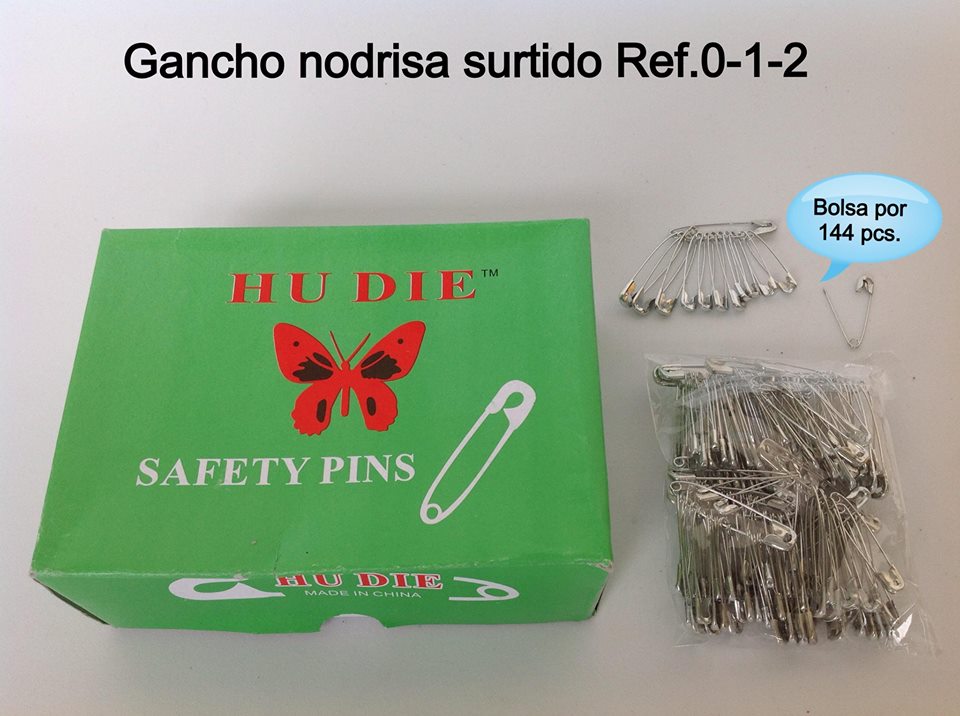 Gancho nodrisa surtido Ref.0-1-2
Bolsa por
144 pcs.
HU DIE™
SAFETY PINS
HU DIE
MADE IN CHINA